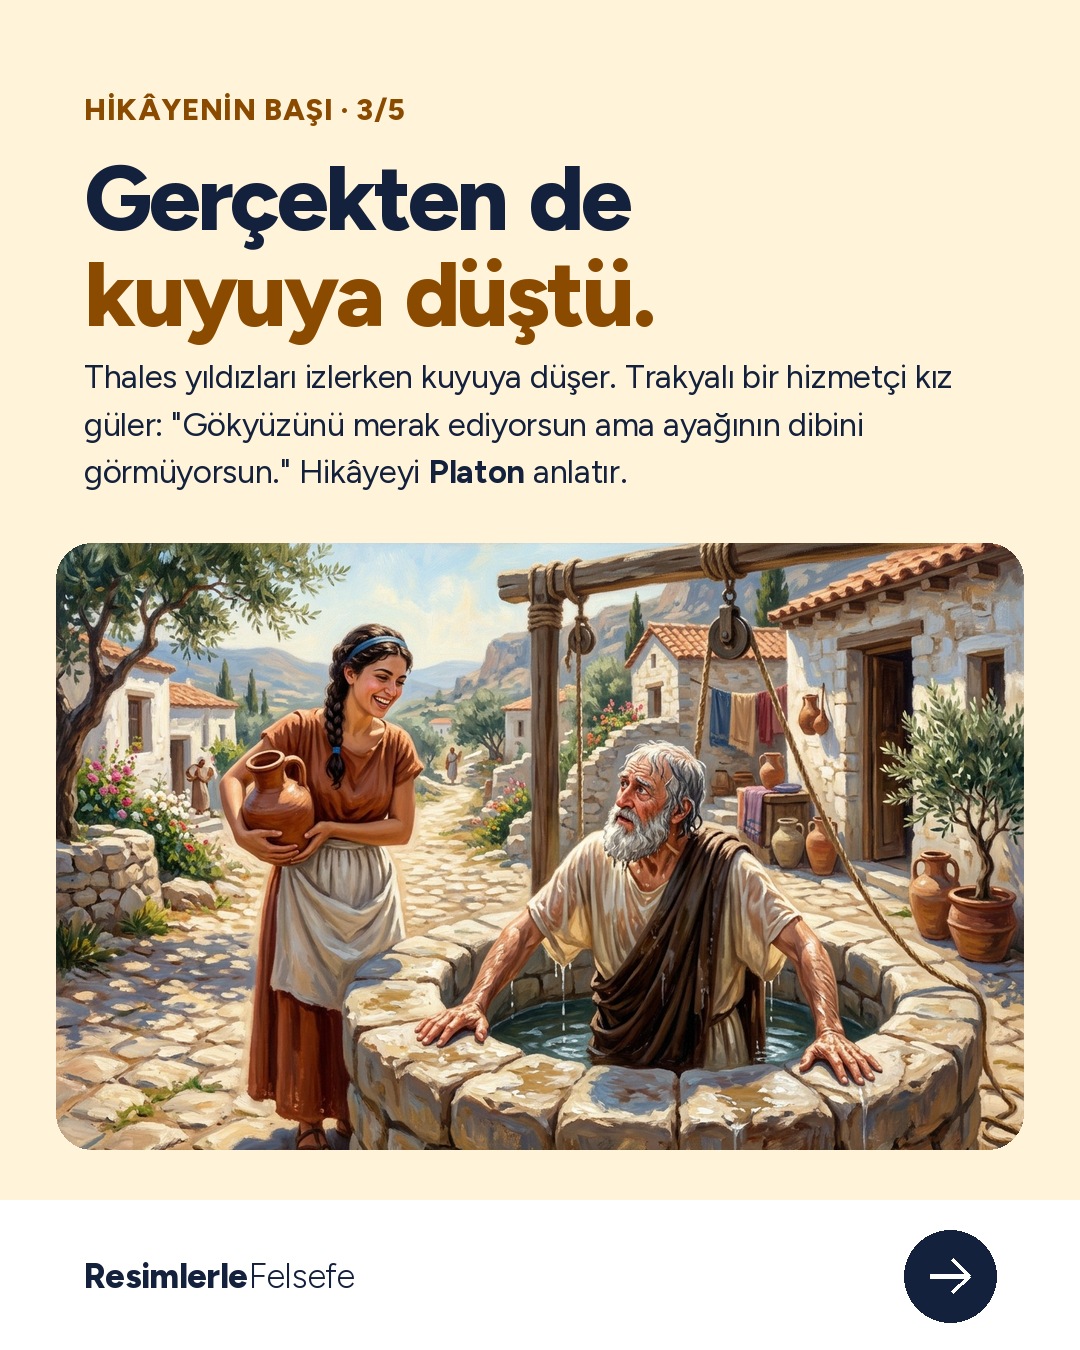 HİKÂYENİN BAŞI · 3/5
Gerçekten de
kuyuya düştü.
Thales yıldızları izlerken kuyuya düşer. Trakyalı bir hizmetçi kız
güler: "Gökyüzünü merak ediyorsun ama ayağının dibini
görmüyorsun." Hikâyeyi Platon anlatır.
ResimlerleFelsefe